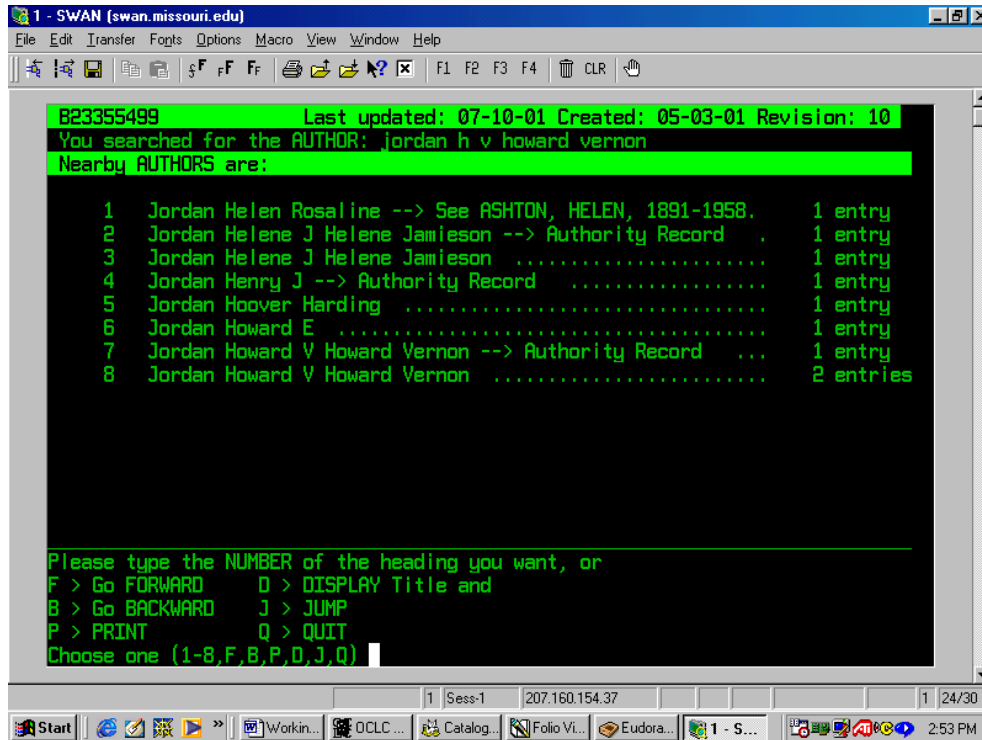 1 - SWAN (swan.missouri.edu)
File Edit Transfer Fonts Options Macro View Window Help
F1 F2 F3 F4 CLR
B23355499 Last updated: 07-10-01 Created: 05-03-01 Revision: 10
You searched for the AUTHOR: jordan h v howard vernon
Nearby AUTHORS are:
1 Jordan Helen Rosaline --> See ASHTON, HELEN, 1891-1958. 1 entry
2 Jordan Helene J Helene Jamieson --> Authority Record . 1 entry
3 Jordan Helene J Helene Jamieson ....................... 1 entry
4 Jordan Henry J --> Authority Record .................. 1 entry
5 Jordan Hoover Harding ................................. 1 entry
6 Jordan Howard E ....................................... 1 entry
7 Jordan Howard V Howard Vernon --> Authority Record ... 1 entry
8 Jordan Howard V Howard Vernon ......................... 2 entries
Please type the NUMBER of the heading you want, or
F > Go FORWARD D > DISPLAY Title and
B > Go BACKWARD J > JUMP
P > PRINT Q > QUIT
Choose one (1-8,F,B,P,D,J,Q)
1 Sess-1 207.160.154.37 1 24/30
Start » Workin... OCLC ... Catalog... Folio Vi... Eudora... 1 - S... 2:53 PM